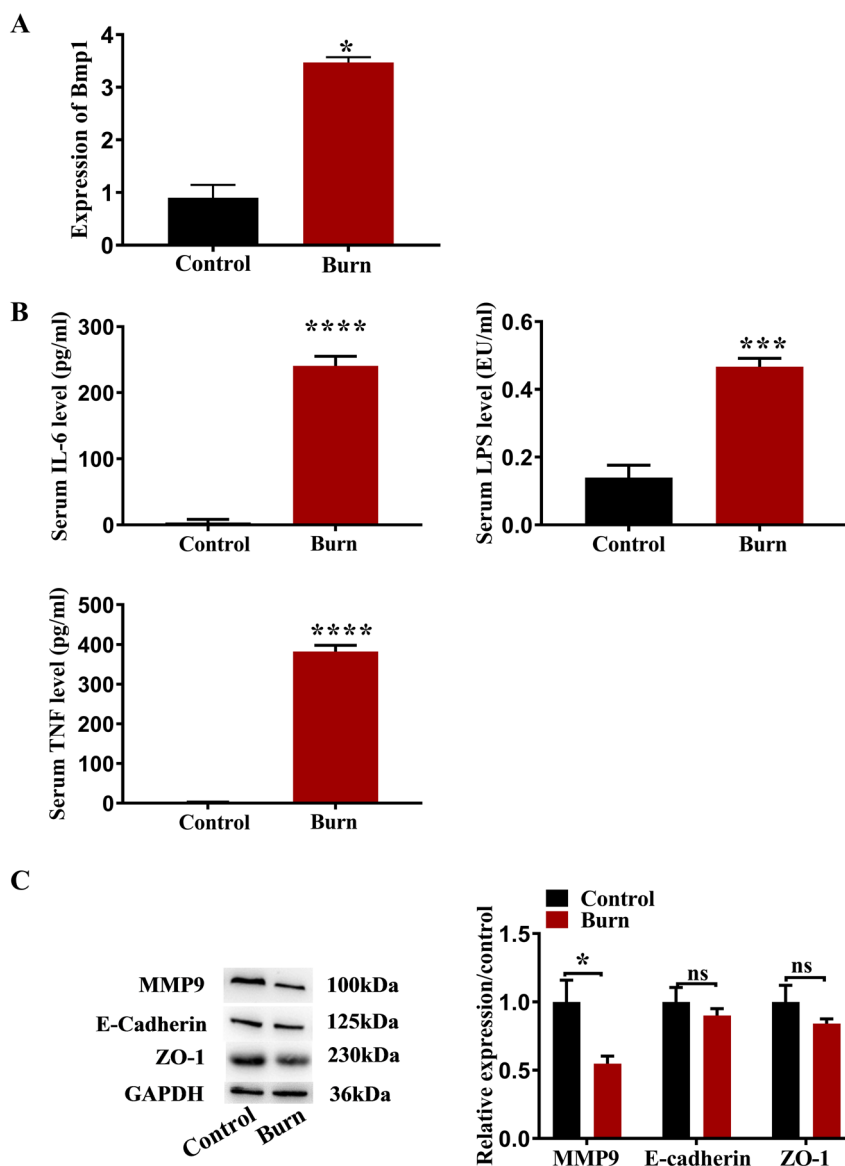 A
Expression of Bmp1
4
3
2
1
0
*
Control
Burn
B
Serum IL-6 level (pg/ml)
300
200
100
0
****
Control
Burn
Serum LPS level (EU/ml)
0.6
0.4
0.2
0.0
***
Control
Burn
Serum TNF level (pg/ml)
500
400
300
200
100
0
****
Control
Burn
C
MMP9
100kDa
E-Cadherin
125kDa
ZO-1
230kDa
GAPDH
36kDa
Control
Burn
Control
Burn
Relative expression/control
1.5
1.0
0.5
0.0
*
ns
ns
MMP9
E-cadherin
ZO-1